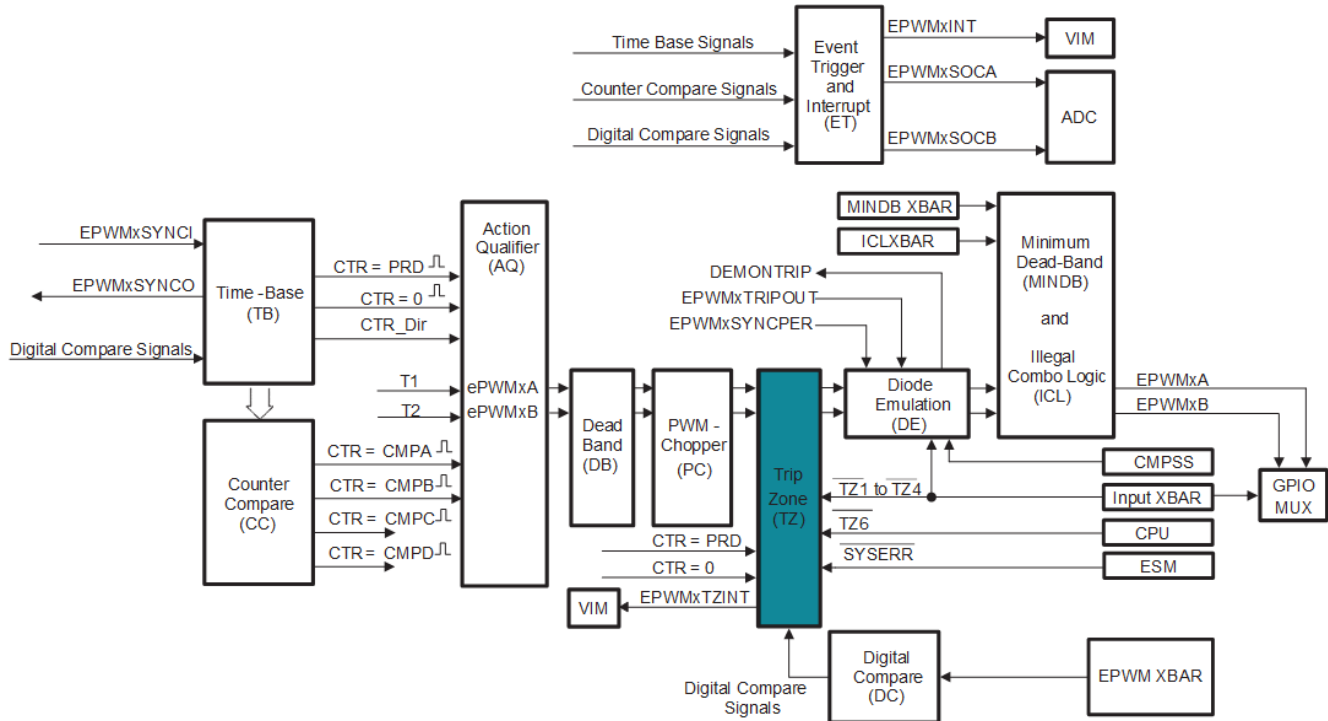 Time Base Signals
Counter Compare Signals
Digital Compare Signals
Event
Trigger
and
Interrupt
(ET)
EPWMxINT
EPWMxSOCA
EPWMxSOCB
VIM
ADC
EPWMxSYNCI
EPWMxSYNCO
Digital Compare Signals
Time -Base
(TB)
CTR = PRD
CTR = 0
CTR_Dir
T1
T2
Counter
Compare
(CC)
CTR = CMPA
CTR = CMPB
CTR = CMPC
CTR = CMPD
Action
Qualifier
(AQ)
ePWMxA
ePWMxB
Dead
Band
(DB)
PWM -
Chopper
(PC)
CTR = PRD
CTR = 0
EPWMxTZINT
VIM
Trip
Zone
(TZ)
DEMONTRIP
EPWMxTRIPOUT
EPWMxSYNCPER
Diode
Emulation
(DE)
MINDB XBAR
ICLXBAR
Minimum
Dead-Band
(MINDB)
and
Illegal
Combo Logic
(ICL)
EPWMxA
EPWMxB
CMPSS
TZ1 to TZ4
Input XBAR
GPIO
MUX
TZ6
CPU
SYSERR
ESM
Digital Compare
Signals
Digital
Compare
(DC)
EPWM XBAR